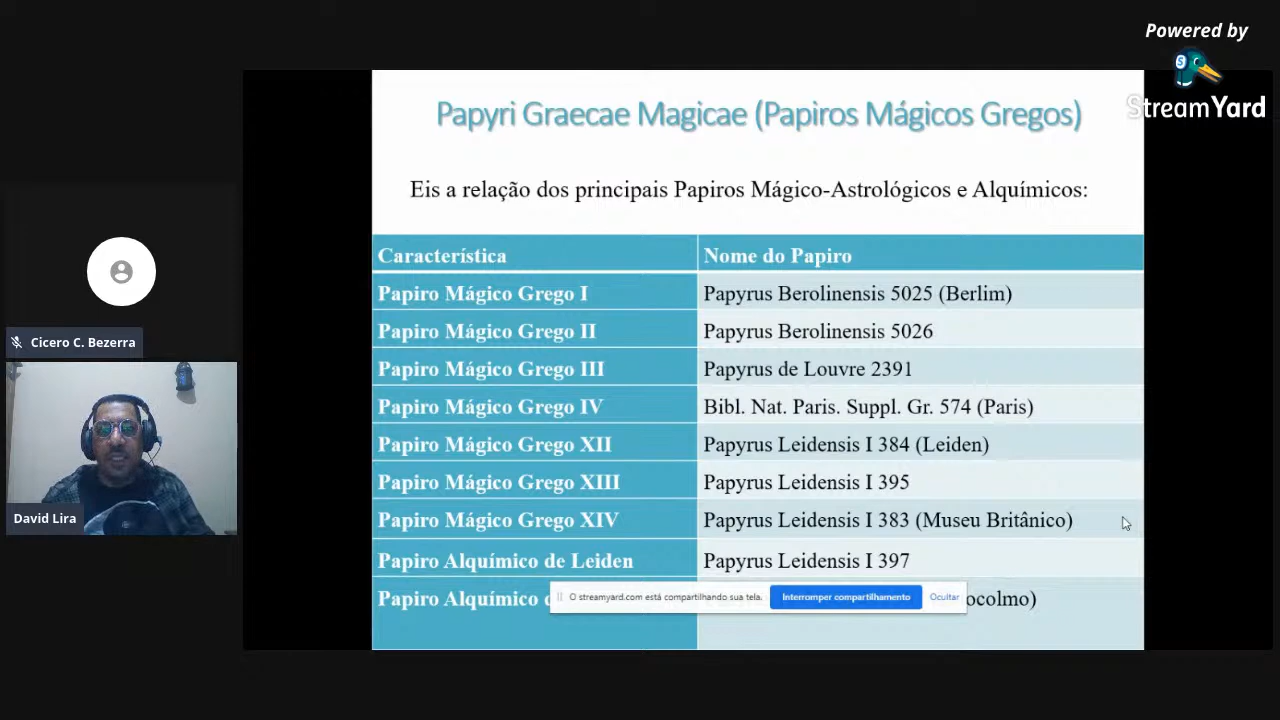 Powered by
StreamYard
Papyri Graecae Magicae (Papiros Mágicos Gregos)
Eis a relação dos principais Papiros Mágico-Astrológicos e Alquímicos:
Característica Nome do Papiro
Papiro Mágico Grego I Papyrus Berolinensis 5025 (Berlim)
Papiro Mágico Grego II Papyrus Berolinensis 5026
Papiro Mágico Grego III Papyrus de Louvre 2391
Papiro Mágico Grego IV Bibl. Nat. Paris. Suppl. Gr. 574 (Paris)
Papiro Mágico Grego XII Papyrus Leidensis I 384 (Leiden)
Papiro Mágico Grego XIII Papyrus Leidensis I 395
Papiro Mágico Grego XIV Papyrus Leidensis I 383 (Museu Britânico)
Papiro Alquímico de Leiden Papyrus Leidensis I 397
Papiro Alquímico ocolmo)
O streamyard.com está compartilhando sua tela. Interromper compartilhamento Ocultar
Cicero C. Bezerra
David Lira